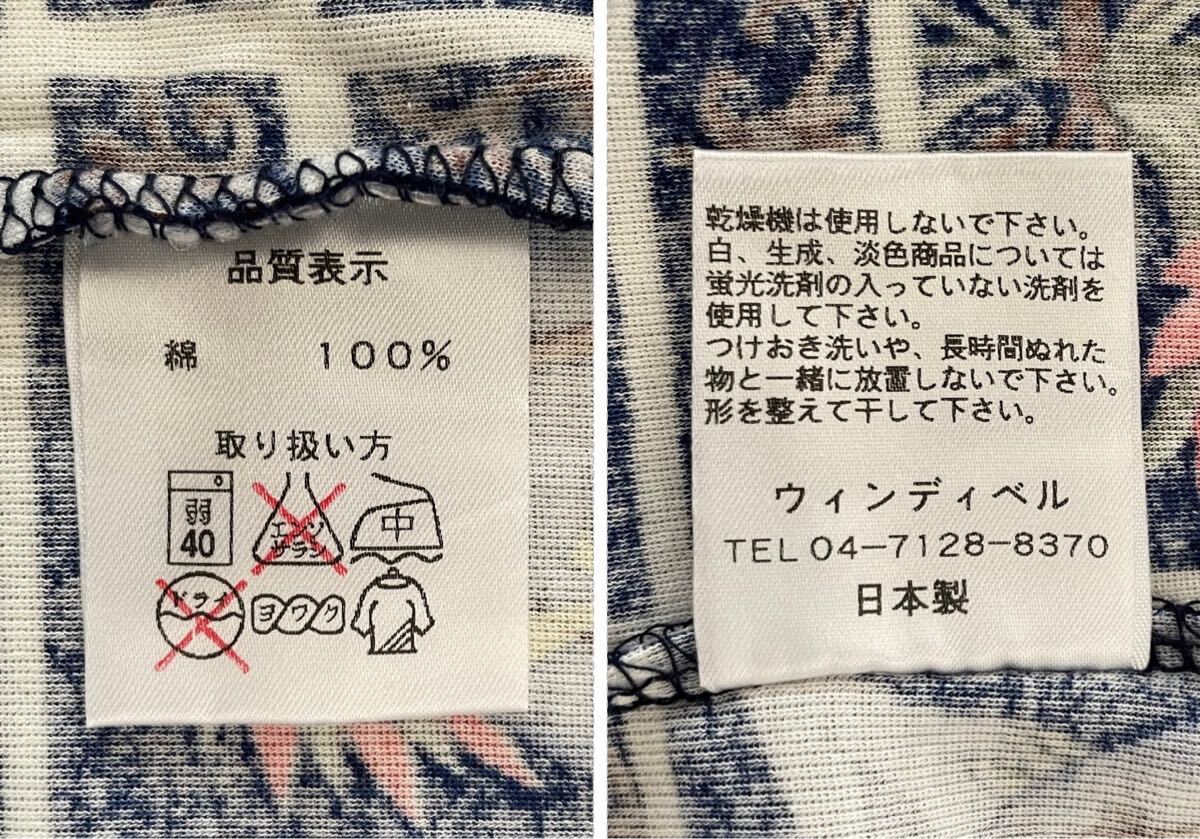 品質表示
綿 100%
取り扱い方
弱
40
エンソ
サラシ
中
ドライ
ヨワク
乾燥機は使用しないで下さい。
白、生成、淡色商品については
蛍光洗剤の入っていない洗剤を
使用して下さい。
つけおき洗いや、長時間ぬれた
物と一緒に放置しないで下さい。
形を整えて干して下さい。
ウィンディベル
TEL 04-7128-8370
日本製